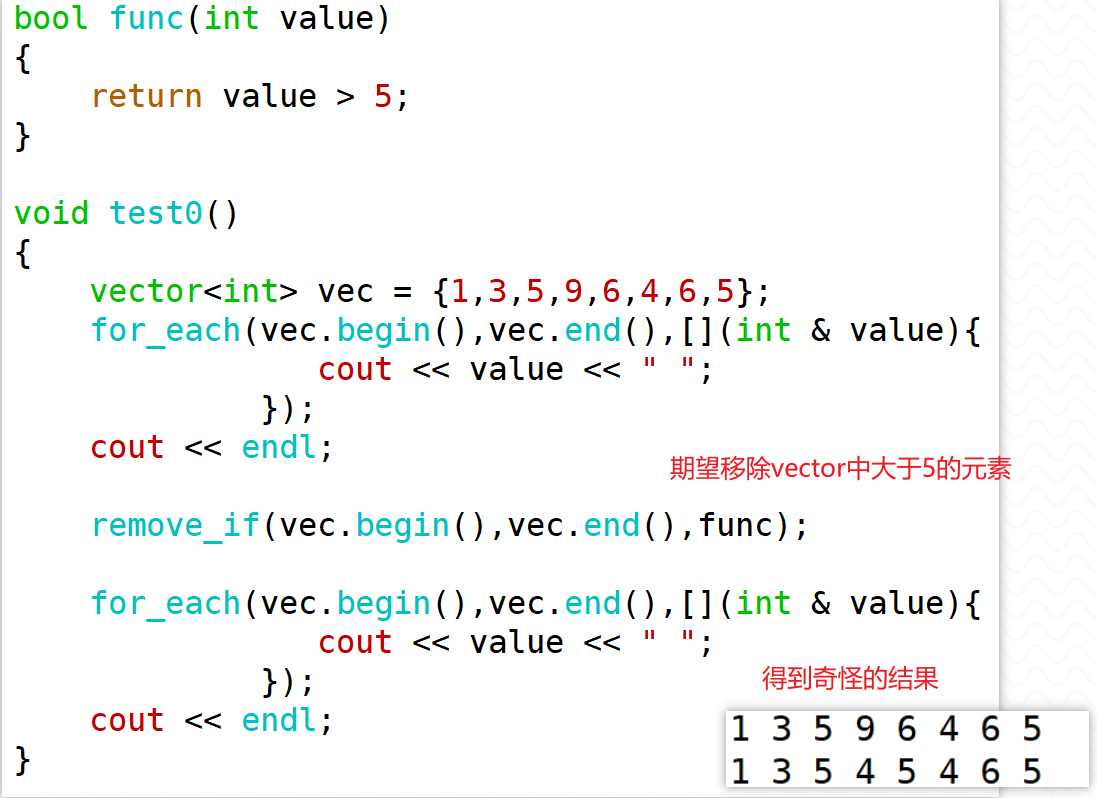 bool func(int value)
{
    return value > 5;
}

void test0()
{
    vector<int> vec = {1,3,5,9,6,4,6,5};
    for_each(vec.begin(),vec.end(),[](int & value){
                cout << value << " ";
             });
    cout << endl;
期望移除vector中大于5的元素
    remove_if(vec.begin(),vec.end(),func);

    for_each(vec.begin(),vec.end(),[](int & value){
                cout << value << " ";
             });
得到奇怪的结果
    cout << endl;
}
1 3 5 9 6 4 6 5
1 3 5 4 5 4 6 5